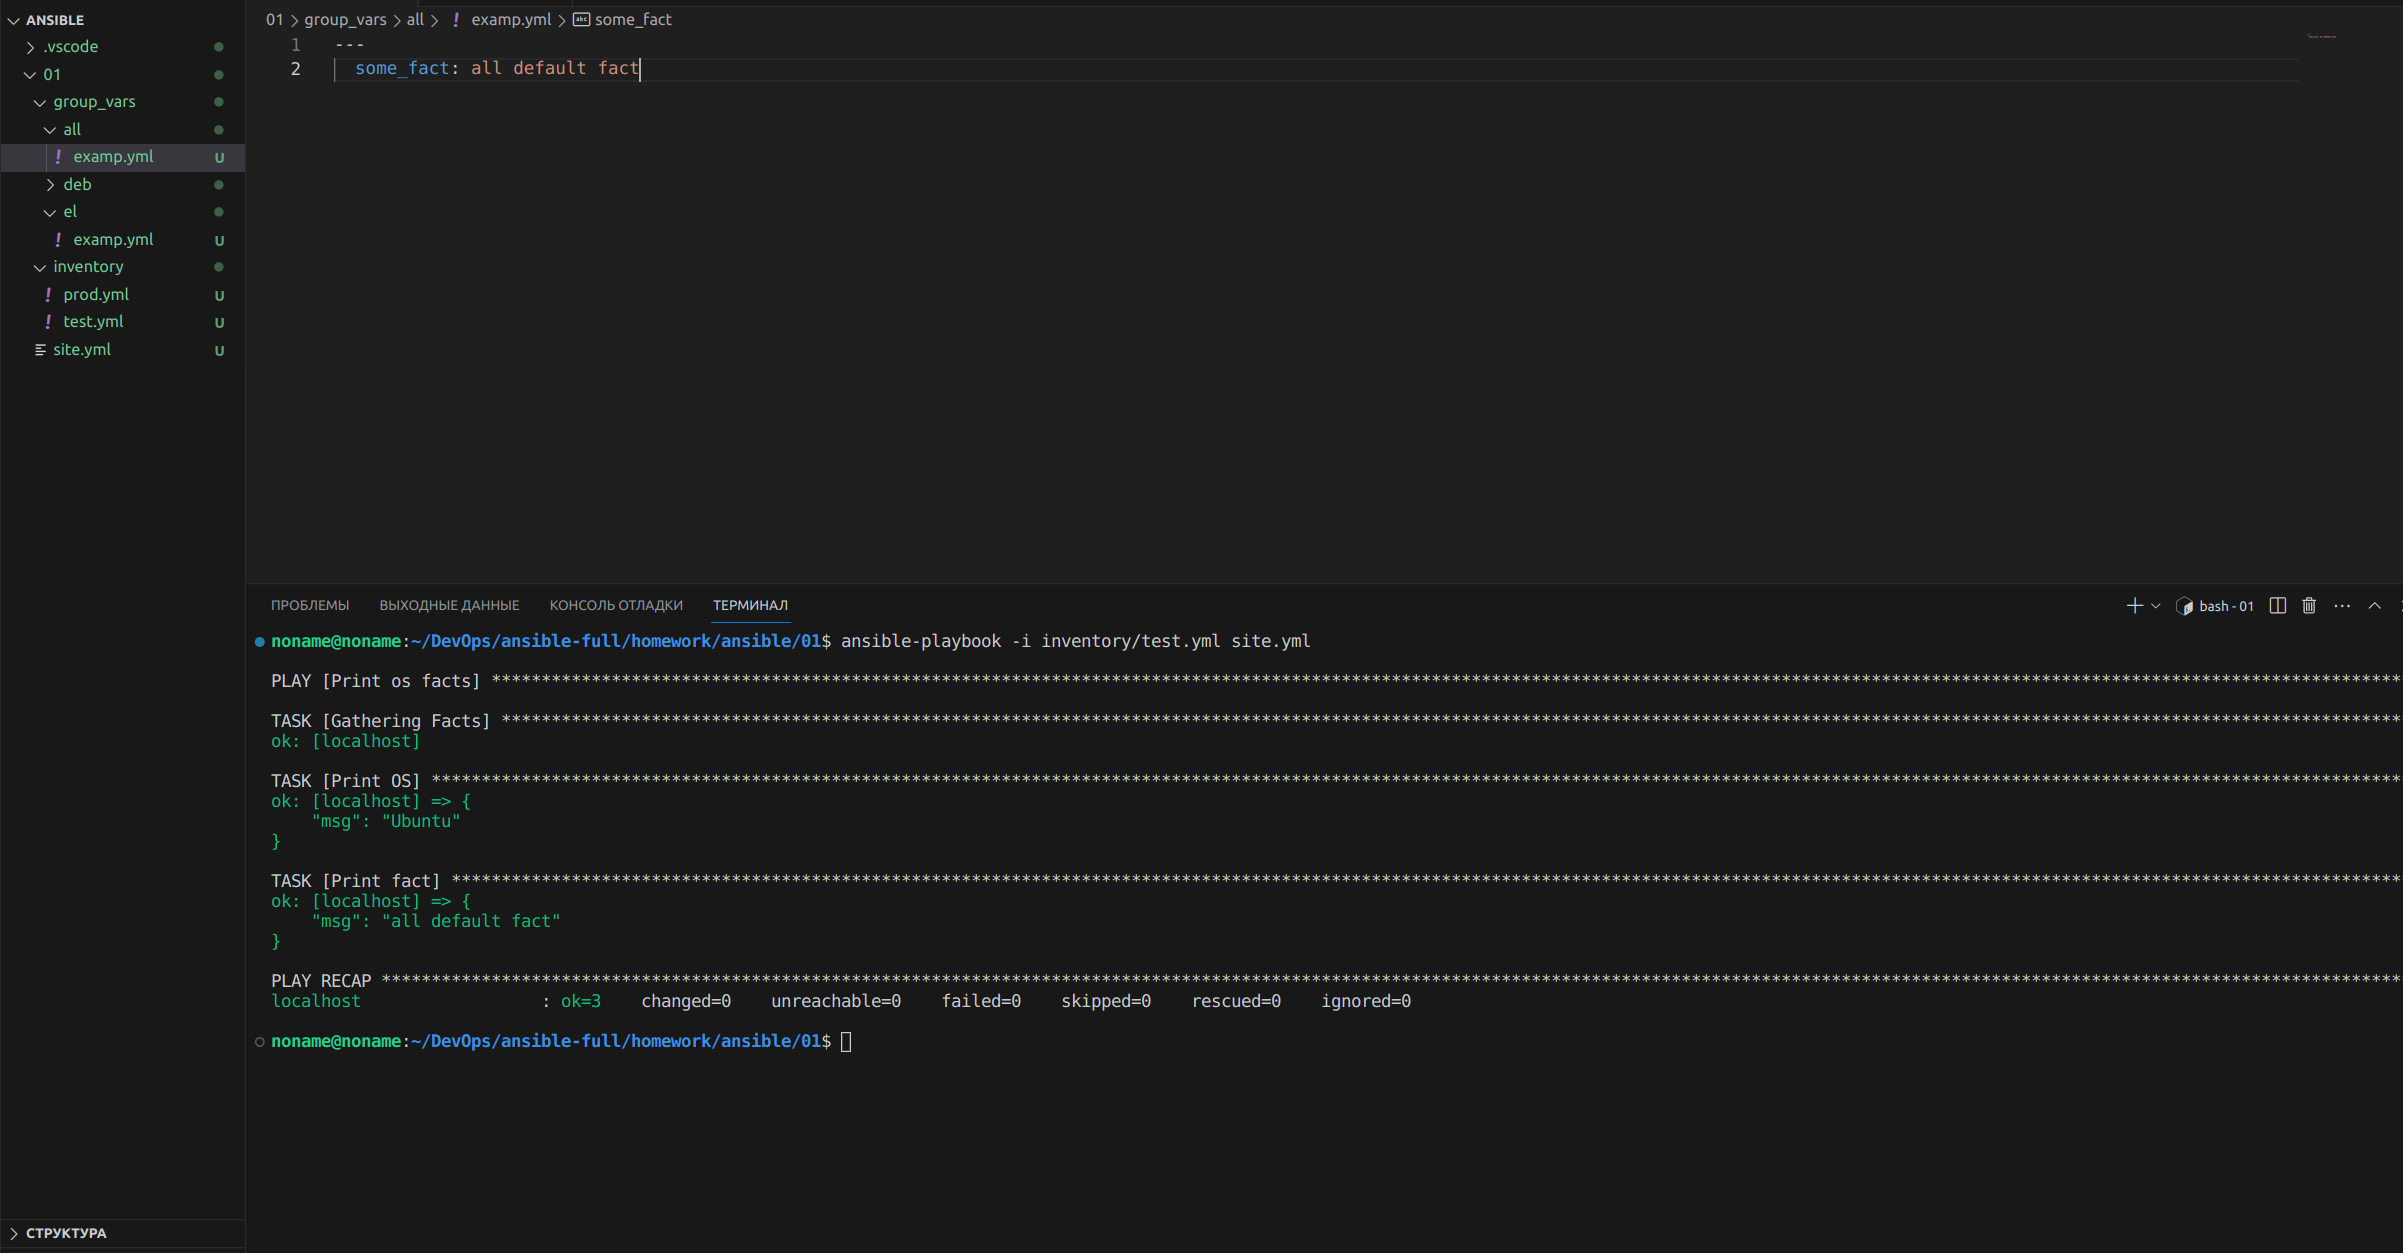 ANSIBLE
.vscode
01
group_vars
all
examp.yml U
deb
el
examp.yml U
inventory
prod.yml U
test.yml U
site.yml U
СТРУКТУРА
01 > group_vars > all > ! examp.yml > abc some_fact
1 ---
2 some_fact: all default fact
ПРОБЛЕМЫ ВЫХОДНЫЕ ДАННЫЕ КОНСОЛЬ ОТЛАДКИ ТЕРМИНАЛ
bash - 01
noname@noname:~/DevOps/ansible-full/homework/ansible/01$ ansible-playbook -i inventory/test.yml site.yml
PLAY [Print os facts] ***********************************************************************
TASK [Gathering Facts] ***********************************************************************
ok: [localhost]
TASK [Print OS] ***********************************************************************
ok: [localhost] => {
"msg": "Ubuntu"
}
TASK [Print fact] ***********************************************************************
ok: [localhost] => {
"msg": "all default fact"
}
PLAY RECAP ***********************************************************************
localhost : ok=3 changed=0 unreachable=0 failed=0 skipped=0 rescued=0 ignored=0
noname@noname:~/DevOps/ansible-full/homework/ansible/01$